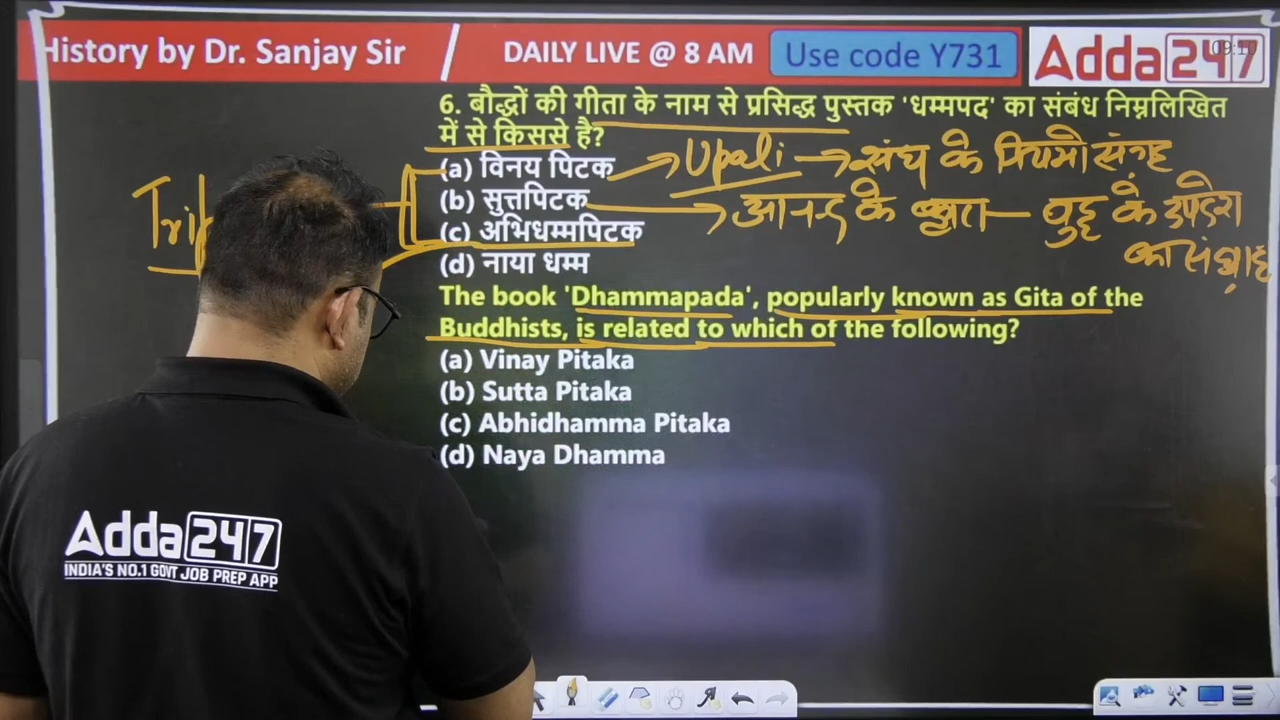 History by Dr. Sanjay Sir
DAILY LIVE @ 8 AM
Use code Y731
Adda247
09:10
6. बौद्धों की गीता के नाम से प्रसिद्ध पुस्तक 'धम्मपद' का संबंध निम्नलिखित
में से किससे है?
(a) विनय पिटक → Upali → संघ के नियमो संग्रह
(b) सुत्तपिटक → आनन्द के द्वारा — बुद्ध के उपदेश
का संग्रह
(c) अभिधम्मपिटक
(d) नाया धम्म
Tri
The book 'Dhammapada', popularly known as Gita of the
Buddhists, is related to which of the following?
(a) Vinay Pitaka
(b) Sutta Pitaka
(c) Abhidhamma Pitaka
(d) Naya Dhamma
Adda247
INDIA'S NO.1 GOVT JOB PREP APP